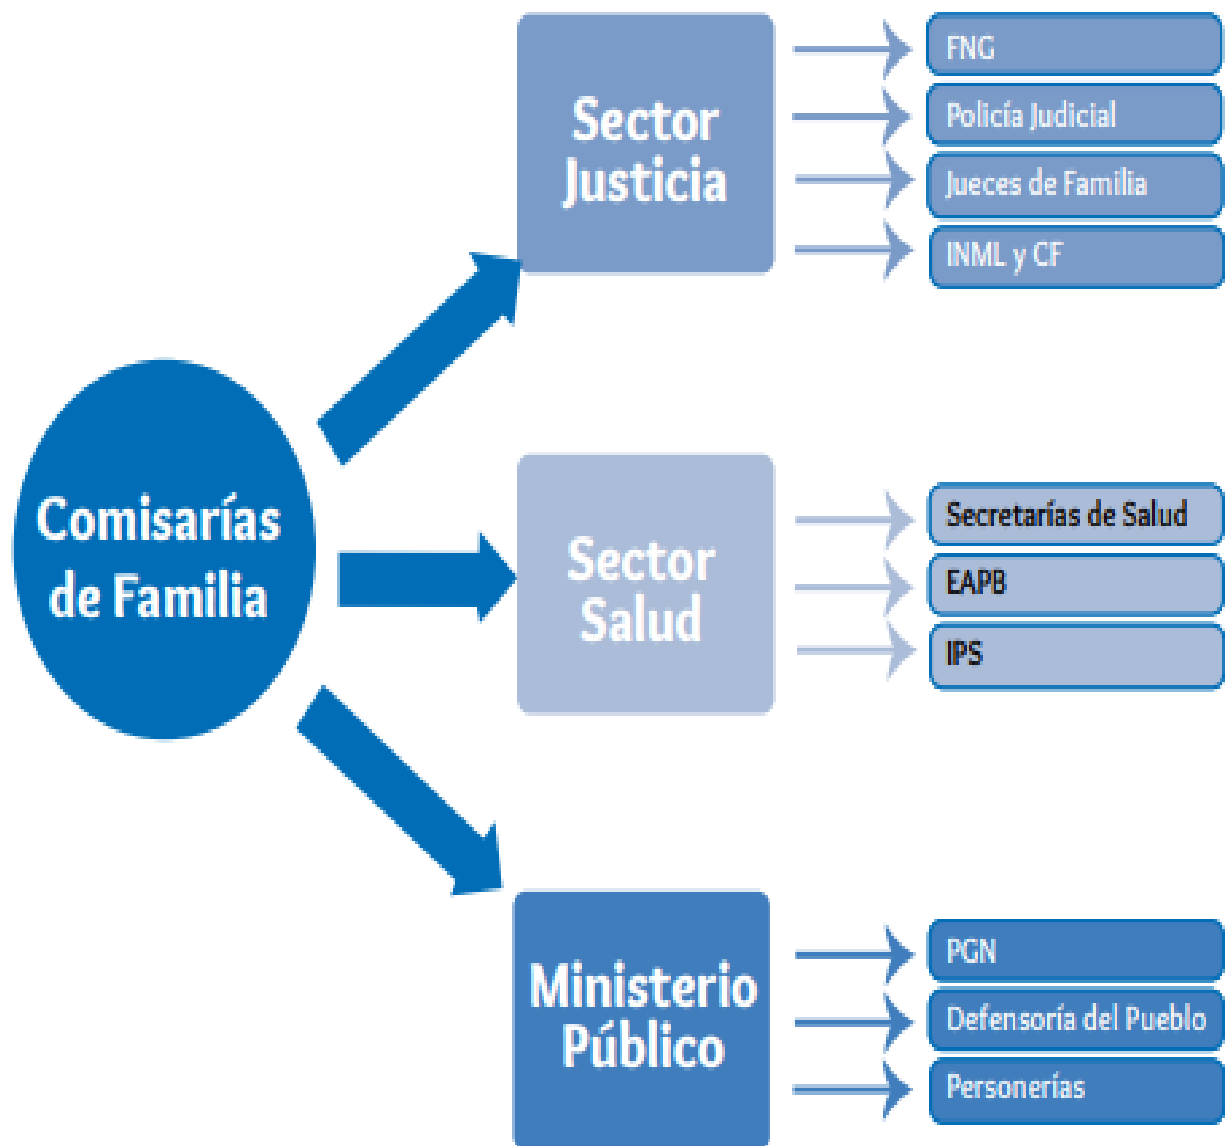 Comisarías
de Familia
Sector
Justicia
FNG
Policía Judicial
Jueces de Familia
INML y CF
Sector
Salud
Secretarías de Salud
EAPB
IPS
Ministerio
Público
PGN
Defensoría del Pueblo
Personerías